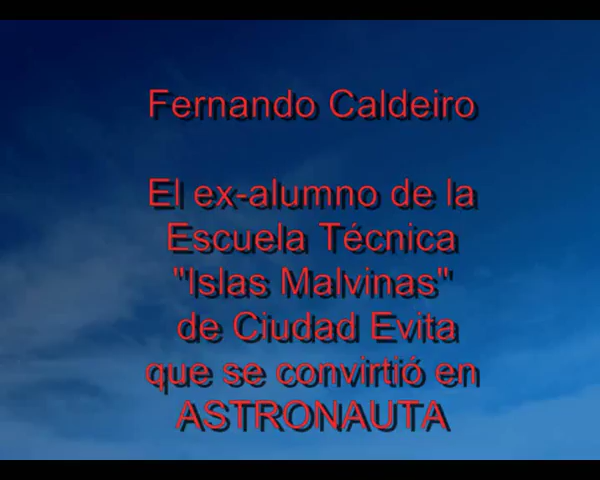 Fernando Caldeiro
El ex-alumno de la
Escuela Técnica
"Islas Malvinas"
de Ciudad Evita
que se convirtió en
ASTRONAUTA